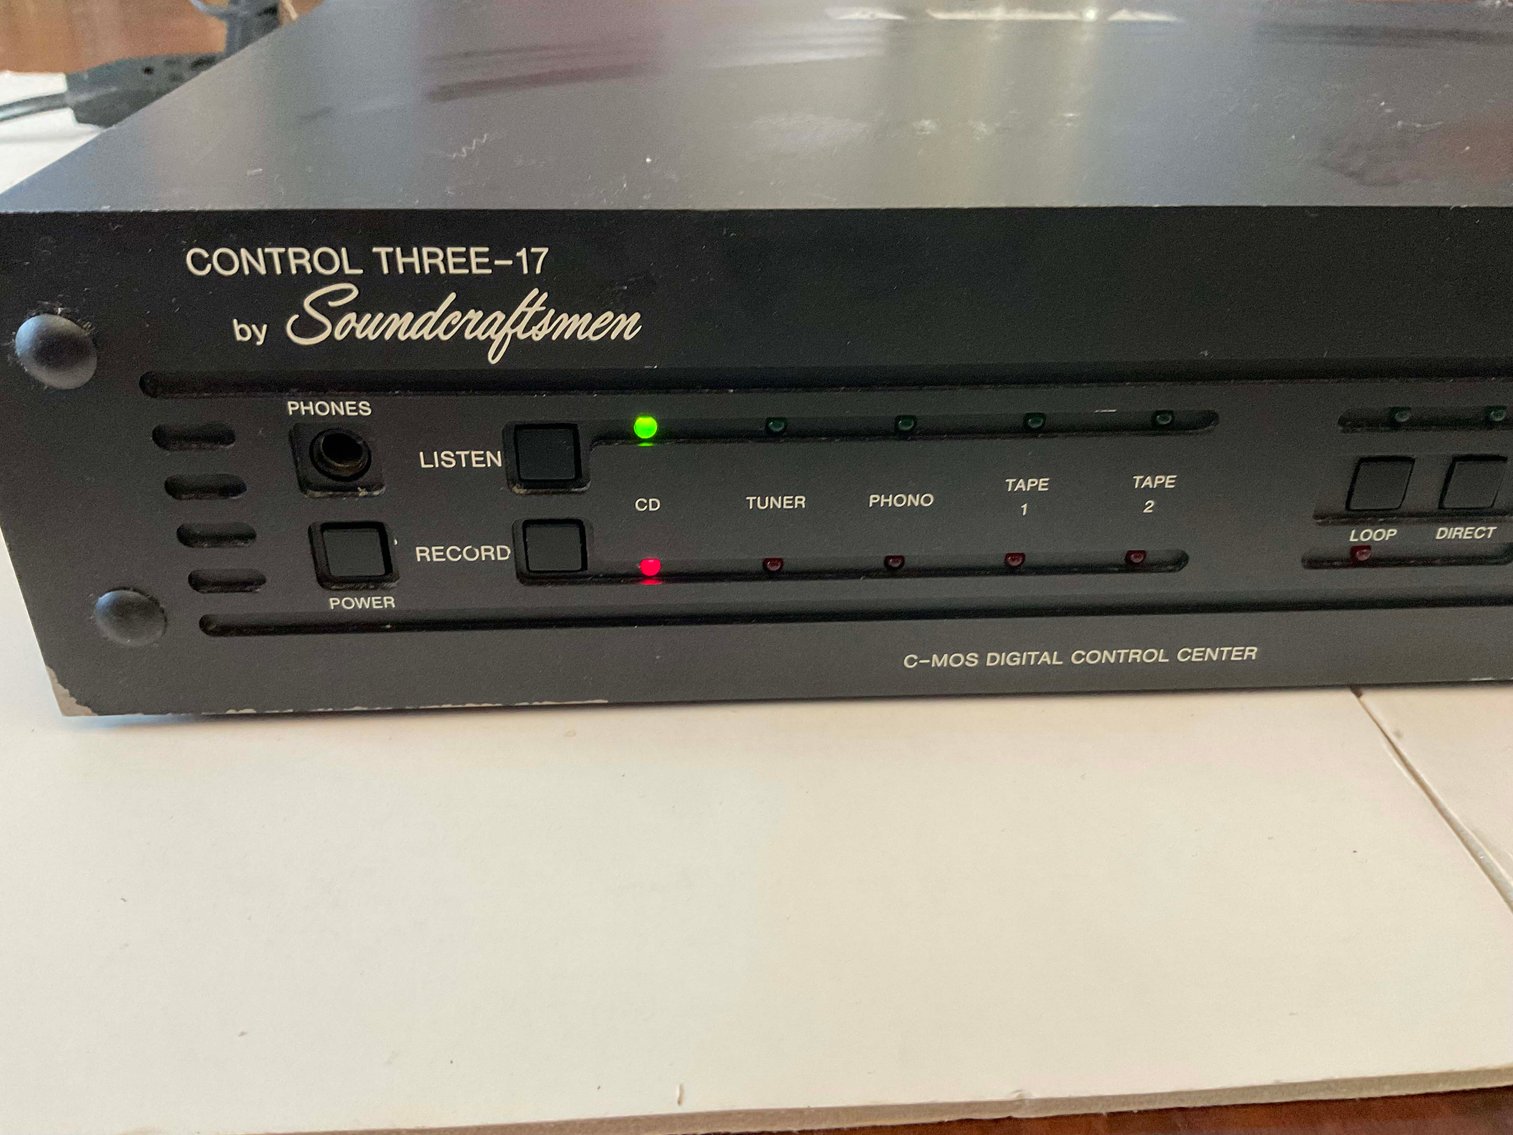 CONTROL THREE-17
by Soundcraftsmen
PHONES
LISTEN
CD
TUNER
PHONO
TAPE
1
TAPE
2
RECORD
LOOP
DIRECT
POWER
C-MOS DIGITAL CONTROL CENTER